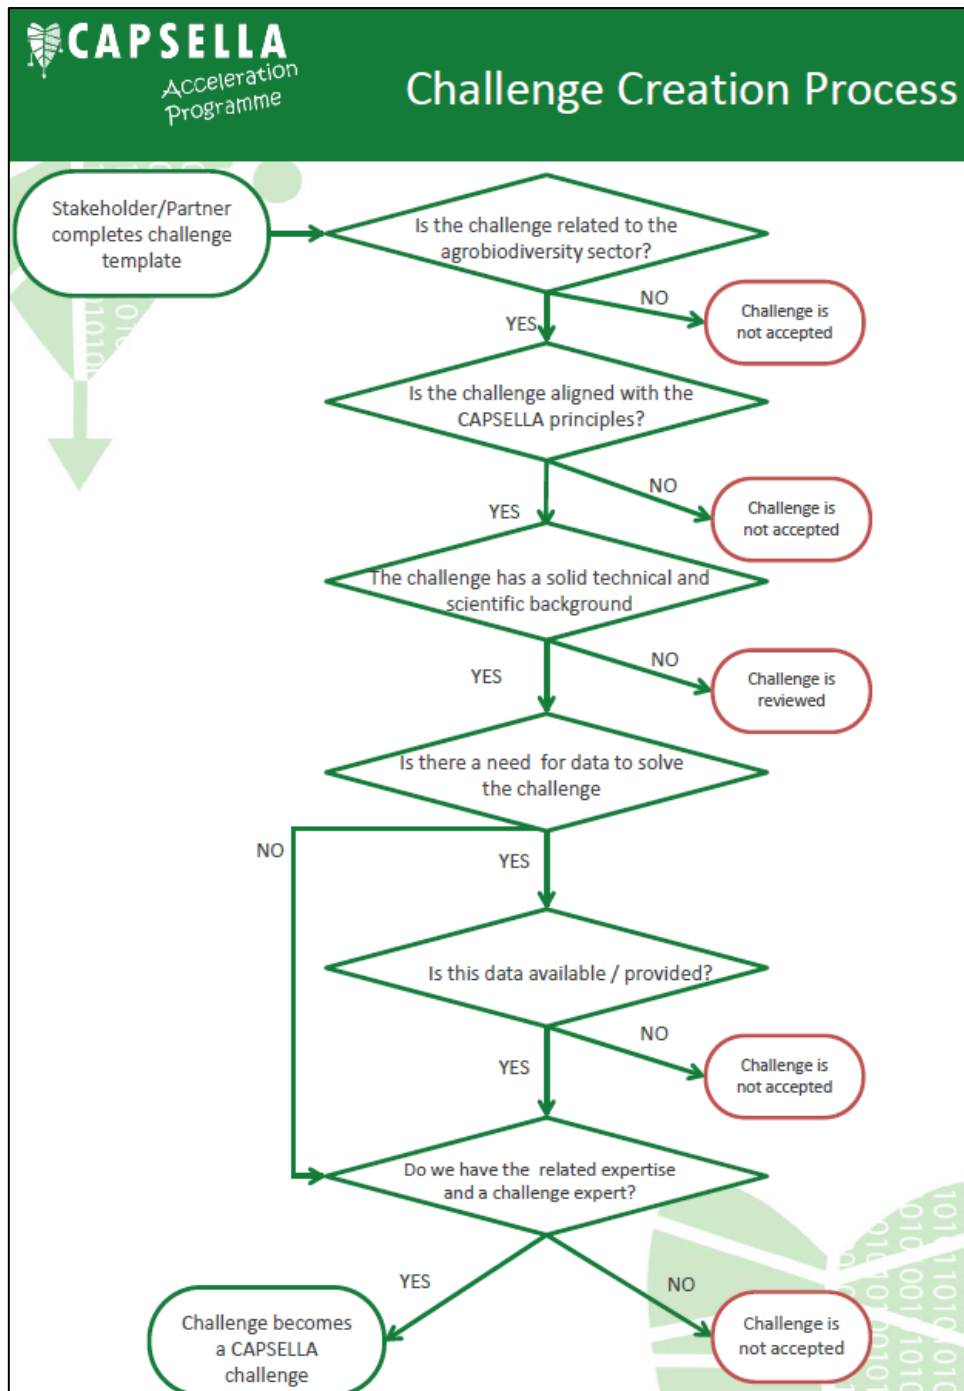 CAPSELLA
Acceleration
Programme
Challenge Creation Process
Stakeholder/Partner
completes challenge
template
Is the challenge related to the
agrobiodiversity sector?
NO
Challenge is
not accepted
YES
Is the challenge aligned with the
CAPSELLA principles?
NO
Challenge is
not accepted
YES
The challenge has a solid technical and
scientific background
NO
Challenge is
reviewed
YES
Is there a need for data to solve
the challenge
NO
YES
Is this data available / provided?
NO
Challenge is
not accepted
YES
Do we have the related expertise
and a challenge expert?
YES
NO
Challenge becomes
a CAPSELLA
challenge
Challenge is
not accepted